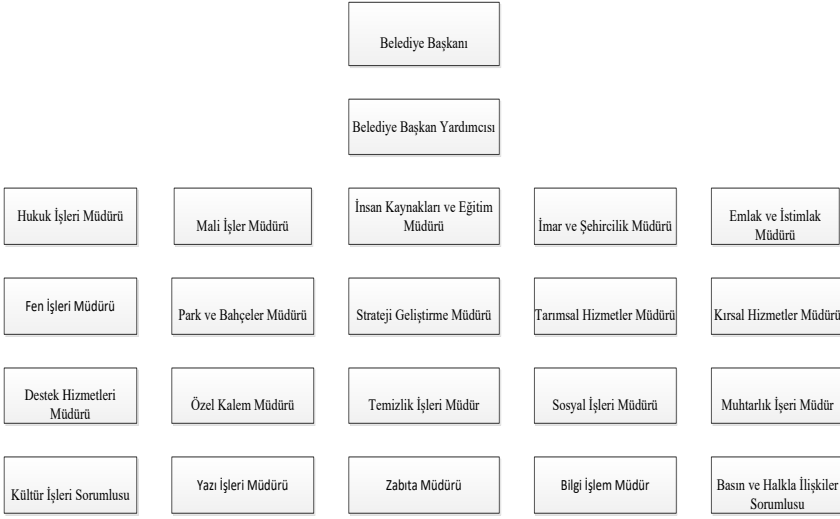 Belediye Başkanı
Belediye Başkan Yardımcısı
Hukuk İşleri Müdürü
Mali İşler Müdürü
İnsan Kaynakları ve Eğitim
Müdürü
İmar ve Şehircilik Müdürü
Emlak ve İstimlak
Müdürü
Fen İşleri Müdürü
Park ve Bahçeler Müdürü
Strateji Geliştirme Müdürü
Tarımsal Hizmetler Müdürü
Kırsal Hizmetler Müdürü
Destek Hizmetleri
Müdürü
Özel Kalem Müdürü
Temizlik İşleri Müdür
Sosyal İşleri Müdürü
Muhtarlık İşeri Müdür
Kültür İşleri Sorumlusu
Yazı İşleri Müdürü
Zabıta Müdürü
Bilgi İşlem Müdür
Basın ve Halkla İlişkiler
Sorumlusu